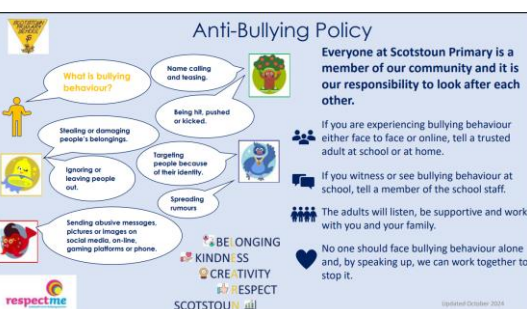 SCOTSTOUN
PRIMARY
SCHOOL
Anti-Bullying Policy
What is bullying
behaviour?
Name calling
and teasing.
Being hit, pushed
or kicked.
Stealing or damaging
people's belongings.
Ignoring or
leaving people
out.
Targeting
people because
of their identity.
Spreading
rumours
Sending abusive messages,
pictures or images on
social media, on-line,
gaming platforms or phone.
BELONGING
KINDNESS
CREATIVITY
RESPECT
SCOTSTOUN
respectme
Everyone at Scotstoun Primary is a
member of our community and it is
our responsibility to look after each
other.
If you are experiencing bullying behaviour
either face to face or online, tell a trusted
adult at school or at home.
If you witness or see bullying behaviour at
school, tell a member of the school staff.
The adults will listen, be supportive and work
with you and your family.
No one should face bullying behaviour alone
and, by speaking up, we can work together to
stop it.
Updated October 2024